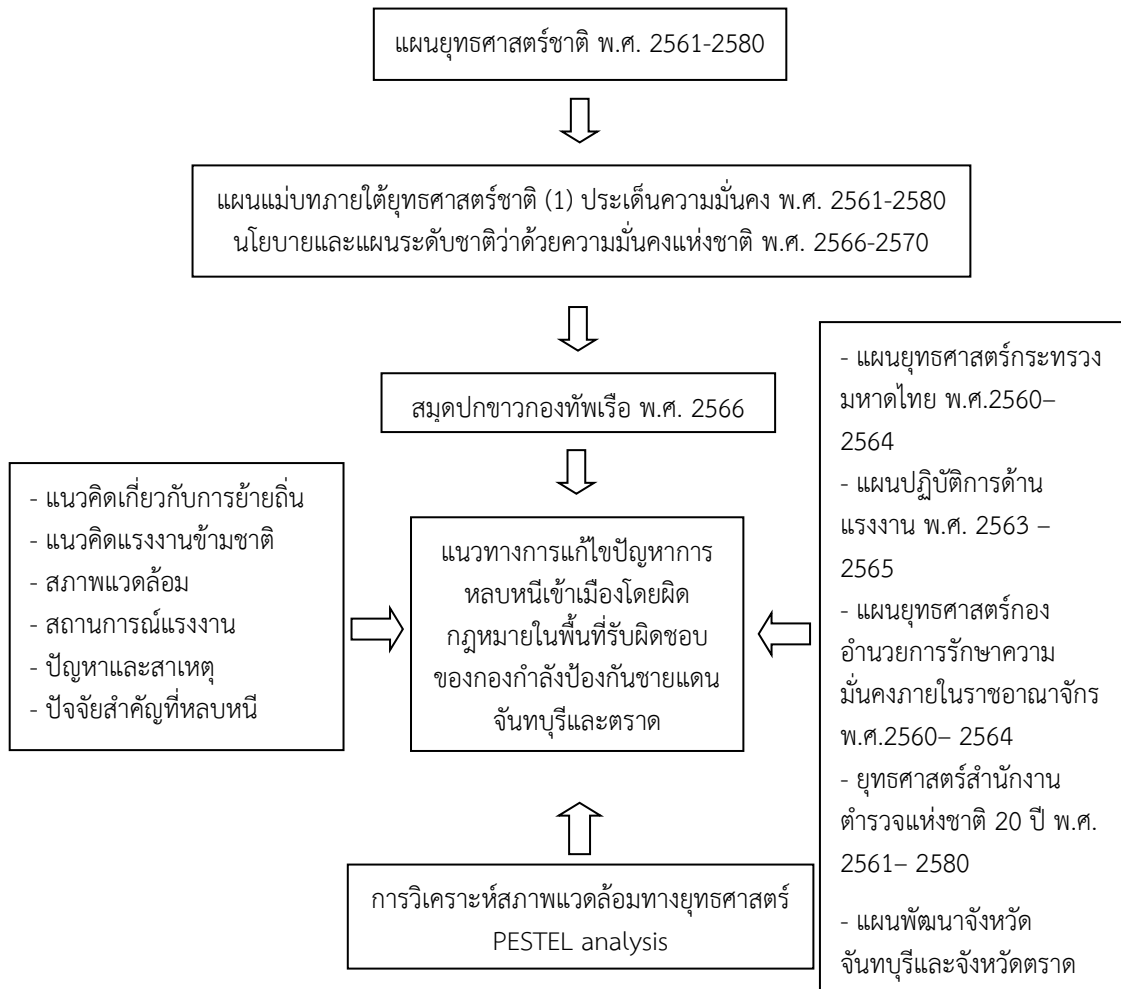 แผนยุทธศาสตร์ชาติ พ.ศ. 2561-2580
แผนแม่บทภายใต้ยุทธศาสตร์ชาติ (1) ประเด็นความมั่นคง พ.ศ. 2561-2580
นโยบายและแผนระดับชาติว่าด้วยความมั่นคงแห่งชาติ พ.ศ. 2566-2570
สมุดปกขาวกองทัพเรือ พ.ศ. 2566
- แนวคิดเกี่ยวกับการย้ายถิ่น
- แนวคิดแรงงานข้ามชาติ
- สภาพแวดล้อม
- สถานการณ์แรงงาน
- ปัญหาและสาเหตุ
- ปัจจัยสำคัญที่หลบหนี
แนวทางการแก้ไขปัญหาการ
หลบหนีเข้าเมืองโดยผิด
กฎหมายในพื้นที่รับผิดชอบ
ของกองกำลังป้องกันชายแดน
จันทบุรีและตราด
- แผนยุทธศาสตร์กระทรวง
มหาดไทย พ.ศ.2560–
2564
- แผนปฏิบัติการด้าน
แรงงาน พ.ศ. 2563 –
2565
- แผนยุทธศาสตร์กอง
อำนวยการรักษาความ
มั่นคงภายในราชอาณาจักร
พ.ศ.2560– 2564
- ยุทธศาสตร์สำนักงาน
ตำรวจแห่งชาติ 20 ปี พ.ศ.
2561– 2580
- แผนพัฒนาจังหวัด
จันทบุรีและจังหวัดตราด
การวิเคราะห์สภาพแวดล้อมทางยุทธศาสตร์
PESTEL analysis